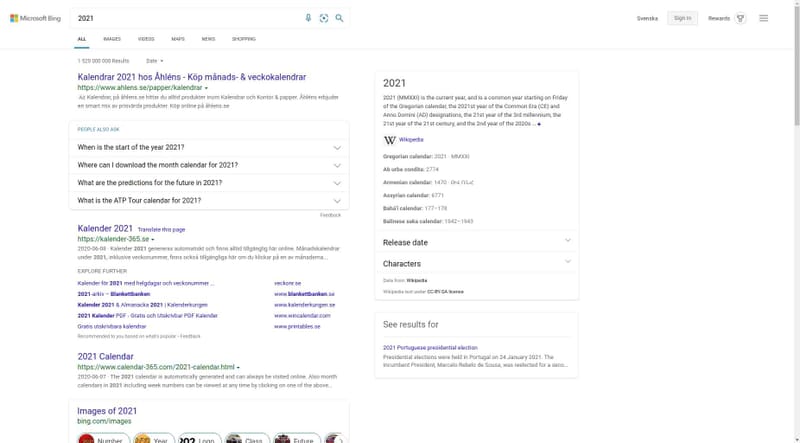 Microsoft Bing
2021
Svenska
Sign in
Rewards
ALL
IMAGES
VIDEOS
MAPS
NEWS
SHOPPING
1 520 000 000 Results
Date
Kalendrar 2021 hos Åhléns - Köp månads- & veckokalendrar
https://www.ahlens.se/papper/kalendrar
Ad Kalendrar, på åhlens.se hittar du alltid produkter inom Kalendrar och Kontor & papper. Åhléns erbjuder
en smart mix av prisvärda produkter. Köp online på åhlens.se
PEOPLE ALSO ASK
When is the start of the year 2021?
Where can I download the month calendar for 2021?
What are the predictions for the future in 2021?
What is the ATP Tour calendar for 2021?
Feedback
Kalender 2021 Translate this page
https://kalender-365.se
2020-06-08 · Kalender 2021 genereras automatiskt och finns alltid tillgänglig här online. Månadskalendrar
under 2021, inklusive veckonummer, finns också tillgängliga här om du klickar på en av månaderna...
EXPLORE FURTHER
Kalender för 2021 med helgdagar och veckonummer ...
veckonr.se
2021-arkiv – Blankettbanken
www.blankettbanken.se
Kalender 2021 & Almanacka 2021 | Kalenderkungen
www.kalenderkungen.se
2021 Kalender PDF - Gratis och Utskrivbar PDF Kalender
www.wincalendar.com
Gratis utskrivbara kalendrar
www.printables.se
Recommended to you based on what's popular • Feedback
2021 Calendar
https://www.calendar-365.com/2021-calendar.html
2020-06-07 · The 2021 calendar is automatically generated and can always be visited online. Also month
calendars in 2021 including week numbers can be viewed at any time by clicking on one of the above...
Images of 2021
bing.com/images
Number
Year
Logo
Class
Future
2021
2021 (MMXXI) is the current year, and is a common year starting on Friday
of the Gregorian calendar, the 2021st year of the Common Era (CE) and
Anno Domini (AD) designations, the 21st year of the 3rd millennium, the
21st year of the 21st century, and the 2nd year of the 2020s ...
W Wikipedia
Gregorian calendar: 2021 · MMXXI
Ab urbe condita: 2774
Armenian calendar: 1470 · ԹՎ ՌՆՀ
Assyrian calendar: 6771
Bahá'í calendar: 177–178
Balinese saka calendar: 1942–1943
Release date
Characters
Data from: Wikipedia
Wikipedia text under CC-BY-SA license
See results for
2021 Portuguese presidential election
Presidential elections were held in Portugal on 24 January 2021. The
incumbent President, Marcelo Rebelo de Sousa, was reelected for a seco...